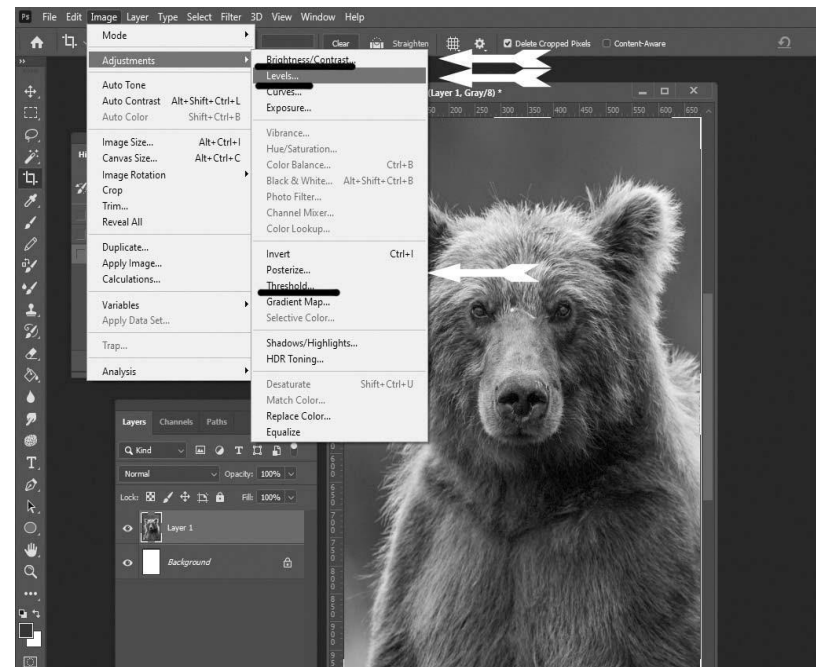 Ps File Edit Image Layer Type Select Filter 3D View Window Help
Clear Straighten Delete Cropped Pixels Content-Aware
Mode
Adjustments
Auto Tone
Auto Contrast Alt+Shift+Ctrl+L
Auto Color Shift+Ctrl+B
Image Size... Alt+Ctrl+I
Canvas Size... Alt+Ctrl+C
Image Rotation
Crop
Trim...
Reveal All
Duplicate...
Apply Image...
Calculations...
Variables
Apply Data Set...
Trap...
Analysis
Brightness/Contrast...
Levels...
Curves...
Exposure...
Vibrance...
Hue/Saturation...
Color Balance... Ctrl+B
Black & White... Alt+Shift+Ctrl+B
Photo Filter...
Channel Mixer...
Color Lookup...
Invert Ctrl+I
Posterize...
Threshold...
Gradient Map...
Selective Color...
Shadows/Highlights...
HDR Toning...
Desaturate Shift+Ctrl+U
Match Color...
Replace Color...
Equalize
(Layer 1, Gray/8) *
200 250 300 350 400 450 500 550 600 650
Layers Channels Paths
Kind
Normal Opacity: 100%
Lock: Fill: 100%
Layer 1
Background